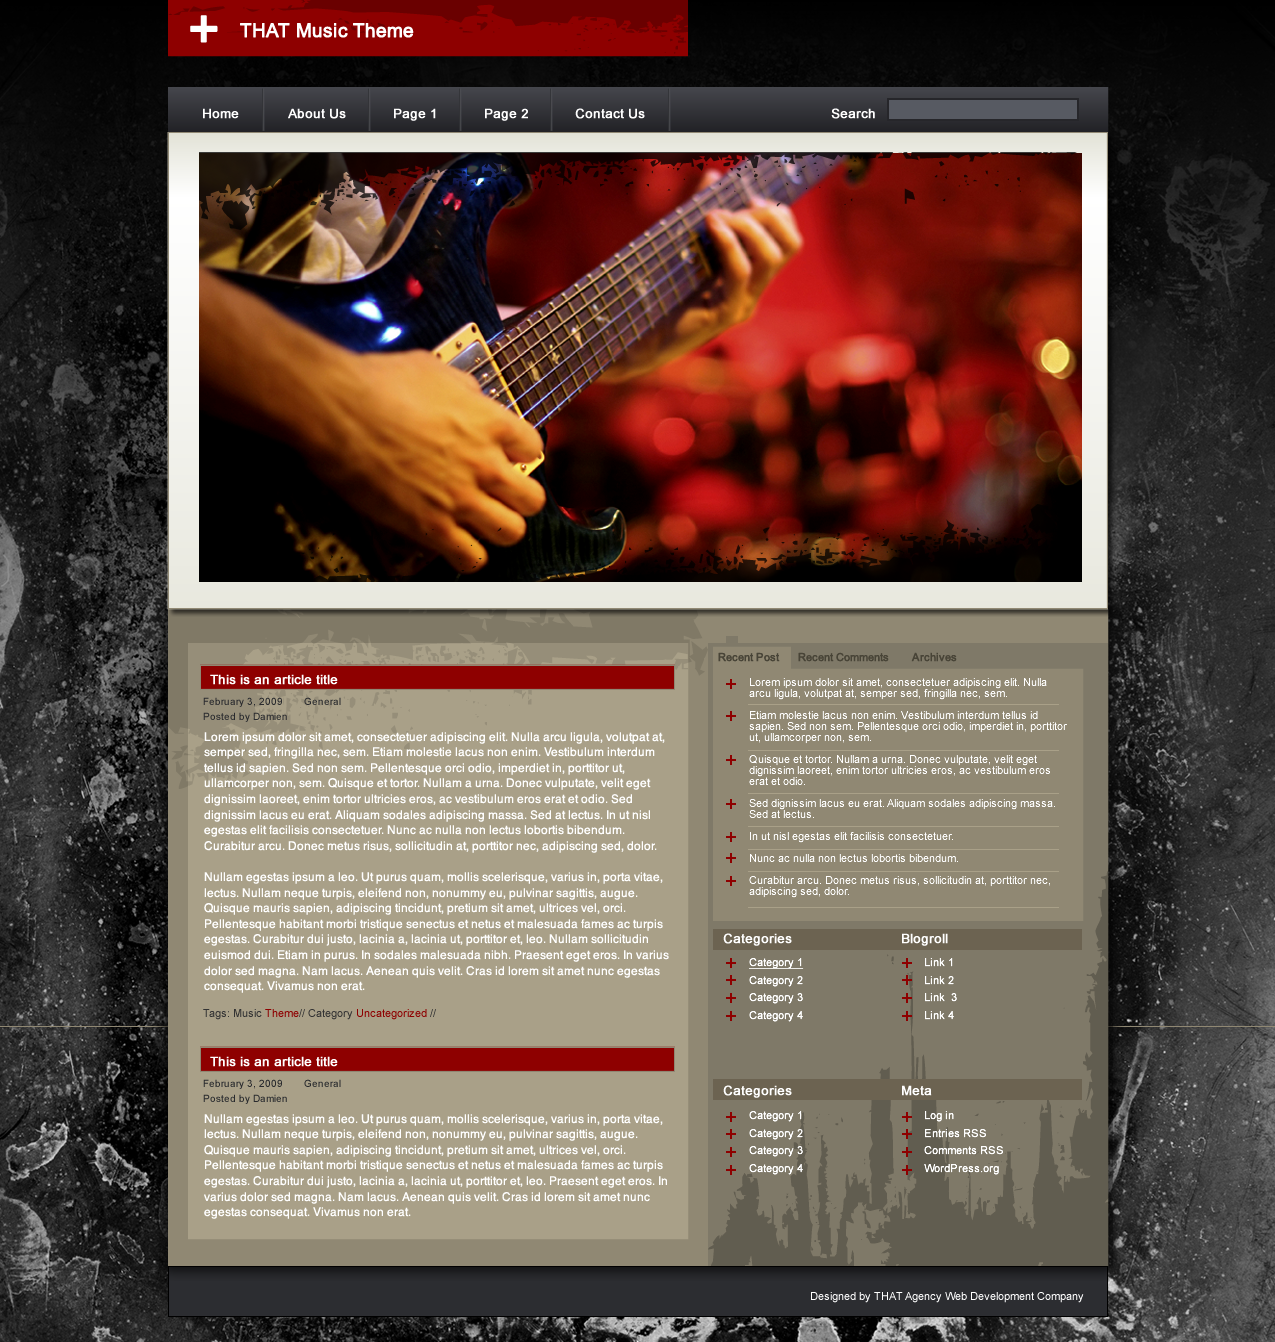 THAT Music Theme
Home About Us Page 1 Page 2 Contact Us Search
This is an article title
February 3, 2009 General
Posted by Damien
Lorem ipsum dolor sit amet, consectetuer adipiscing elit. Nulla arcu ligula, volutpat at,
semper sed, fringilla nec, sem. Etiam molestie lacus non enim. Vestibulum interdum
tellus id sapien. Sed non sem. Pellentesque orci odio, imperdiet in, porttitor ut,
ullamcorper non, sem. Quisque et tortor. Nullam a urna. Donec vulputate, velit eget
dignissim laoreet, enim tortor ultricies eros, ac vestibulum eros erat et odio. Sed
dignissim lacus eu erat. Aliquam sodales adipiscing massa. Sed at lectus. In ut nisl
egestas elit facilisis consectetuer. Nunc ac nulla non lectus lobortis bibendum.
Curabitur arcu. Donec metus risus, sollicitudin at, porttitor nec, adipiscing sed, dolor.
Nullam egestas ipsum a leo. Ut purus quam, mollis scelerisque, varius in, porta vitae,
lectus. Nullam neque turpis, eleifend non, nonummy eu, pulvinar sagittis, augue.
Quisque mauris sapien, adipiscing tincidunt, pretium sit amet, ultrices vel, orci.
Pellentesque habitant morbi tristique senectus et netus et malesuada fames ac turpis
egestas. Curabitur dui justo, lacinia a, lacinia ut, porttitor et, leo. Nullam sollicitudin
euismod dui. Etiam in purus. In sodales malesuada nibh. Praesent eget eros. In varius
dolor sed magna. Nam lacus. Aenean quis velit. Cras id lorem sit amet nunc egestas
consequat. Vivamus non erat.
Tags: Music Theme// Category Uncategorized //
This is an article title
February 3, 2009 General
Posted by Damien
Nullam egestas ipsum a leo. Ut purus quam, mollis scelerisque, varius in, porta vitae,
lectus. Nullam neque turpis, eleifend non, nonummy eu, pulvinar sagittis, augue.
Quisque mauris sapien, adipiscing tincidunt, pretium sit amet, ultrices vel, orci.
Pellentesque habitant morbi tristique senectus et netus et malesuada fames ac turpis
egestas. Curabitur dui justo, lacinia a, lacinia ut, porttitor et, leo. Praesent eget eros. In
varius dolor sed magna. Nam lacus. Aenean quis velit. Cras id lorem sit amet nunc
egestas consequat. Vivamus non erat.
Recent Post Recent Comments Archives
Lorem ipsum dolor sit amet, consectetuer adipiscing elit. Nulla
arcu ligula, volutpat at, semper sed, fringilla nec, sem.
Etiam molestie lacus non enim. Vestibulum interdum tellus id
sapien. Sed non sem. Pellentesque orci odio, imperdiet in, porttitor
ut, ullamcorper non, sem.
Quisque et tortor. Nullam a urna. Donec vulputate, velit eget
dignissim laoreet, enim tortor ultricies eros, ac vestibulum eros
erat et odio.
Sed dignissim lacus eu erat. Aliquam sodales adipiscing massa.
Sed at lectus.
In ut nisl egestas elit facilisis consectetuer.
Nunc ac nulla non lectus lobortis bibendum.
Curabitur arcu. Donec metus risus, sollicitudin at, porttitor nec,
adipiscing sed, dolor.
Categories Blogroll
Category 1 Link 1
Category 2 Link 2
Category 3 Link 3
Category 4 Link 4
Categories Meta
Category 1 Log in
Category 2 Entries RSS
Category 3 Comments RSS
Category 4 WordPress.org
Designed by THAT Agency Web Development Company